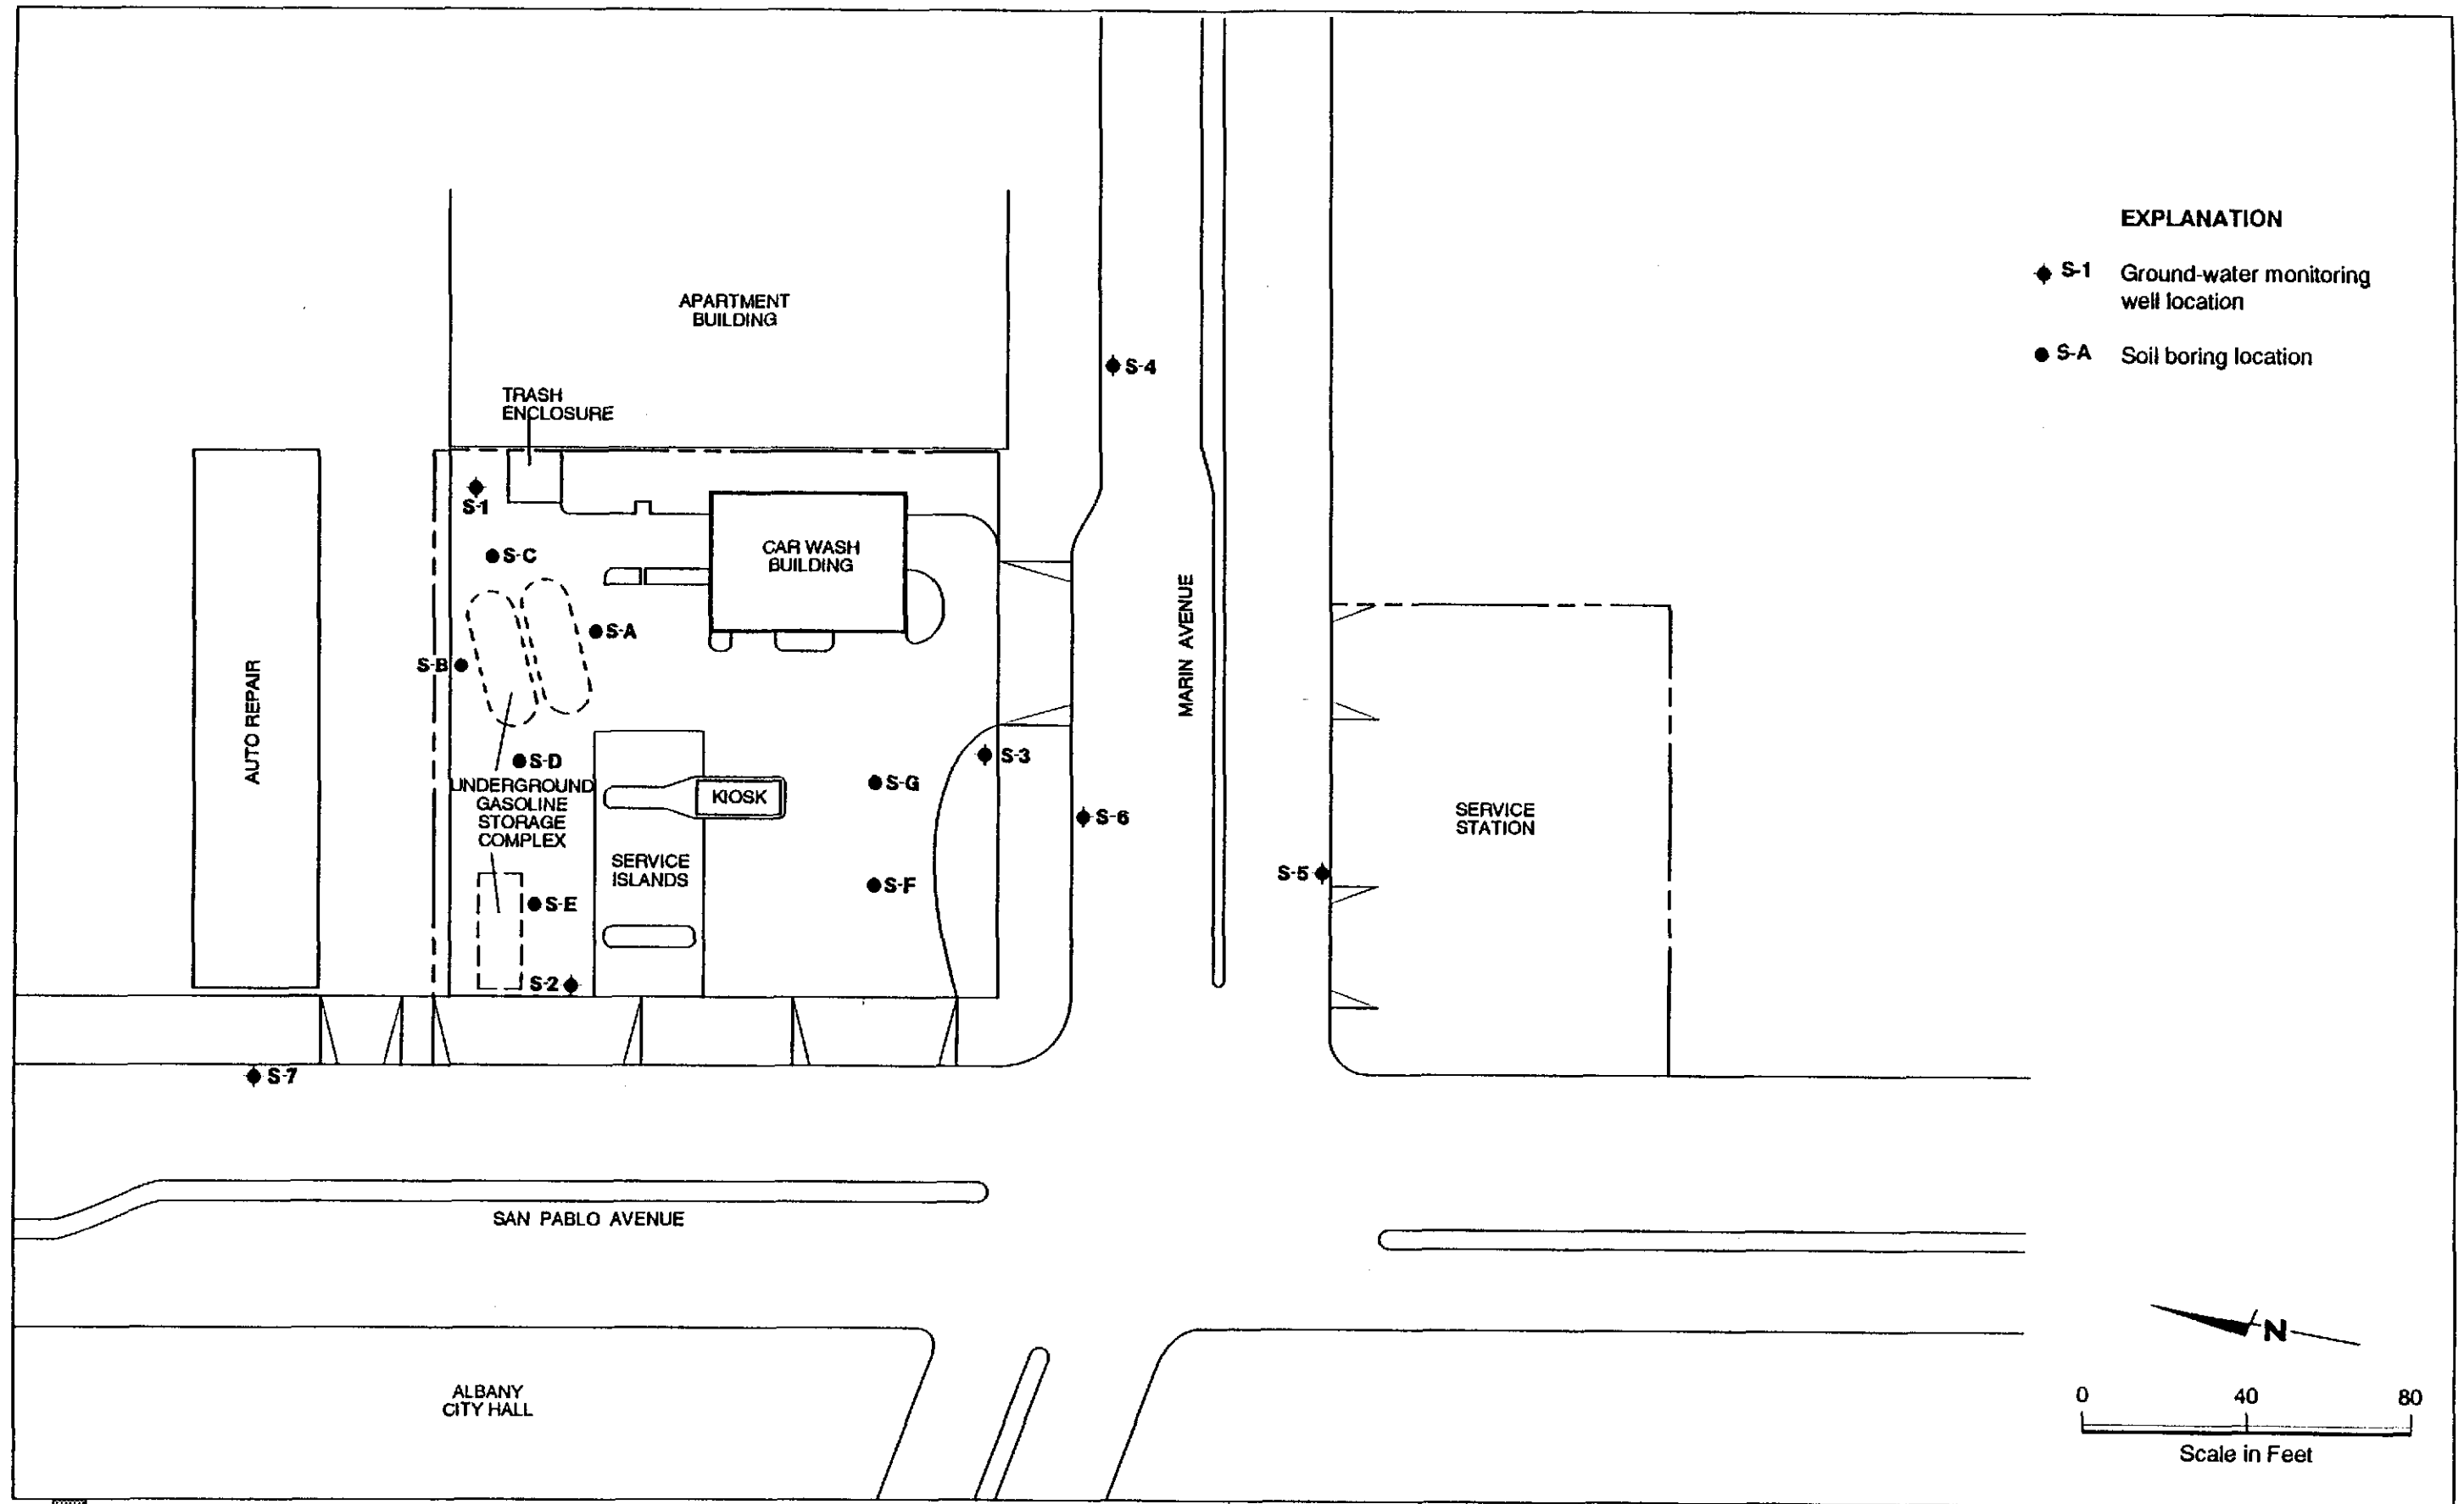 EXPLANATION
S-1 Ground-water monitoring
well location
S-A Soil boring location
APARTMENT
BUILDING
S-4
TRASH
ENCLOSURE
S-1
S-C
CAR WASH
BUILDING
S-A
S-B
MARIN AVENUE
AUTO REPAIR
S-D
S-3
UNDERGROUND
GASOLINE
STORAGE
COMPLEX
KIOSK
S-G
S-6
SERVICE
STATION
SERVICE
ISLANDS
S-5
S-F
S-E
S-2
S-7
SAN PABLO AVENUE
N
ALBANY
CITY HALL
0 40 80
Scale in Feet